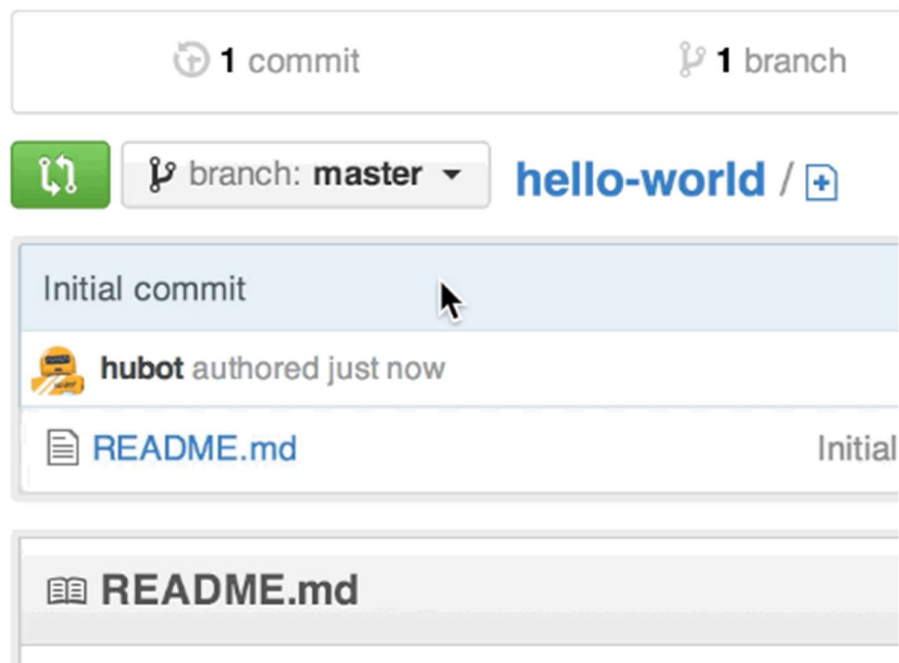 1 commit 1 branch
branch: master hello-world /
Initial commit
hubot authored just now
README.md Initial
README.md